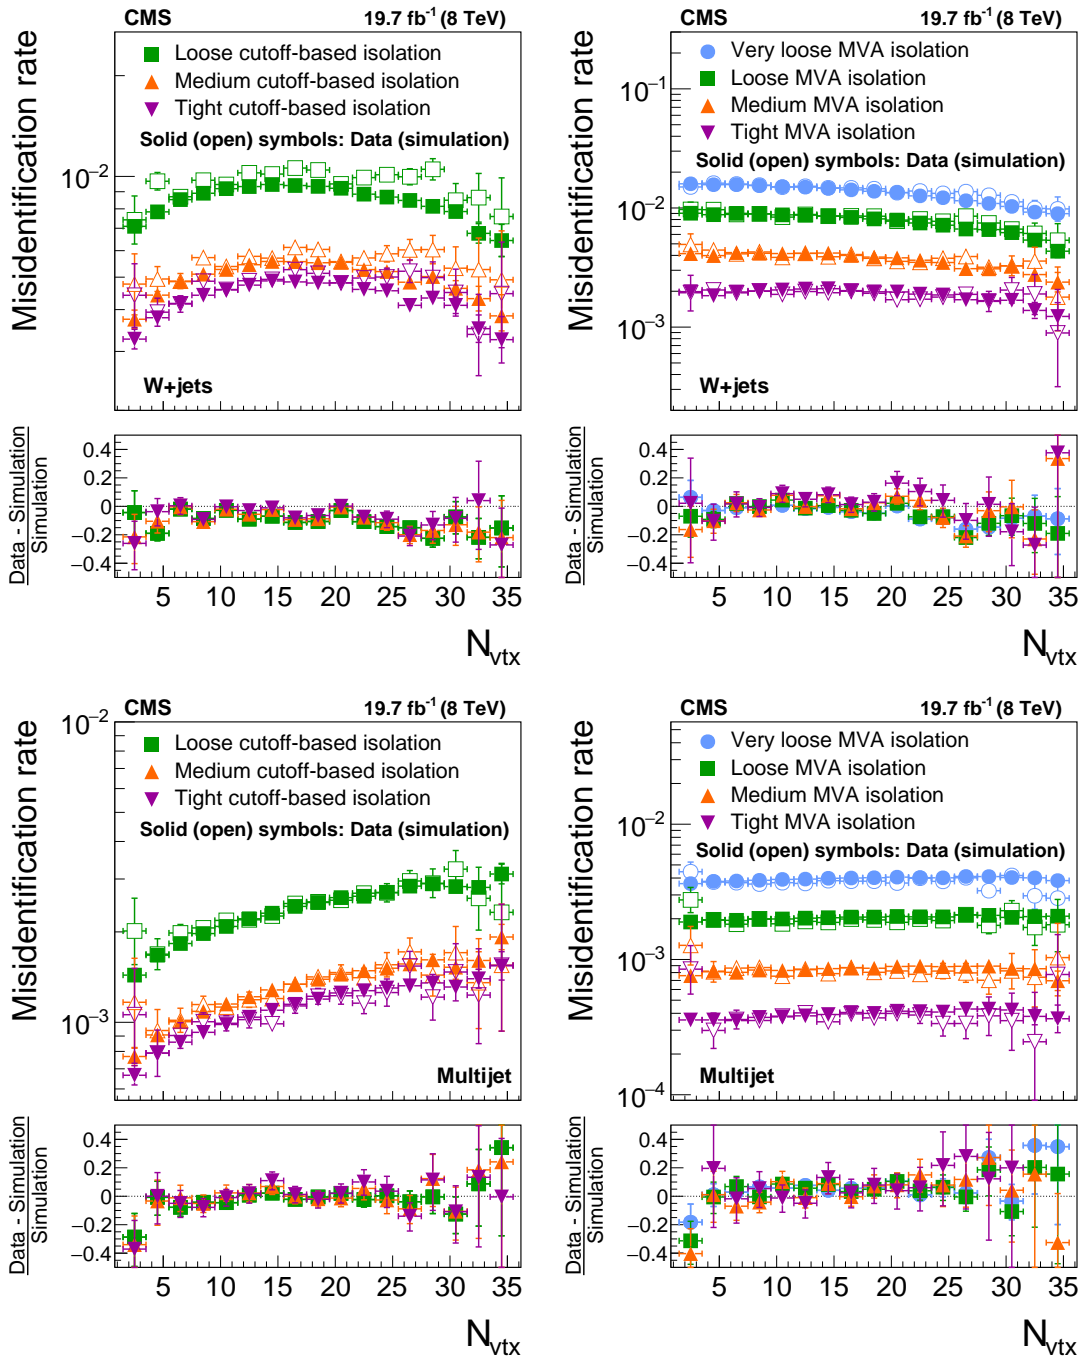 CMS 19.7 fb⁻¹ (8 TeV)
Misidentification rate
Loose cutoff-based isolation
Medium cutoff-based isolation
Tight cutoff-based isolation
Solid (open) symbols: Data (simulation)
10⁻²
W+jets
Data - Simulation
Simulation
0.4
0.2
0
−0.2
−0.4
5 10 15 20 25 30 35
N_vtx
CMS 19.7 fb⁻¹ (8 TeV)
Misidentification rate
Very loose MVA isolation
Loose MVA isolation
Medium MVA isolation
Tight MVA isolation
Solid (open) symbols: Data (simulation)
10⁻¹
10⁻²
10⁻³
W+jets
Data - Simulation
Simulation
0.4
0.2
0
−0.2
−0.4
5 10 15 20 25 30 35
N_vtx
CMS 19.7 fb⁻¹ (8 TeV)
Misidentification rate
10⁻²
Loose cutoff-based isolation
Medium cutoff-based isolation
Tight cutoff-based isolation
Solid (open) symbols: Data (simulation)
10⁻³
Multijet
Data - Simulation
Simulation
0.4
0.2
0
−0.2
−0.4
5 10 15 20 25 30 35
N_vtx
CMS 19.7 fb⁻¹ (8 TeV)
Misidentification rate
Very loose MVA isolation
Loose MVA isolation
Medium MVA isolation
Tight MVA isolation
Solid (open) symbols: Data (simulation)
10⁻²
10⁻³
10⁻⁴
Multijet
Data - Simulation
Simulation
0.4
0.2
0
−0.2
−0.4
5 10 15 20 25 30 35
N_vtx